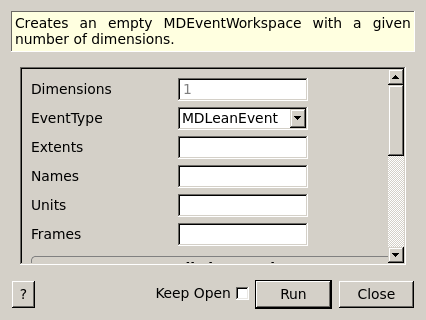 Creates an empty MDEventWorkspace with a given
number of dimensions.
Dimensions 1
EventType MDLeanEvent
Extents
Names
Units
Frames
? Keep Open Run Close